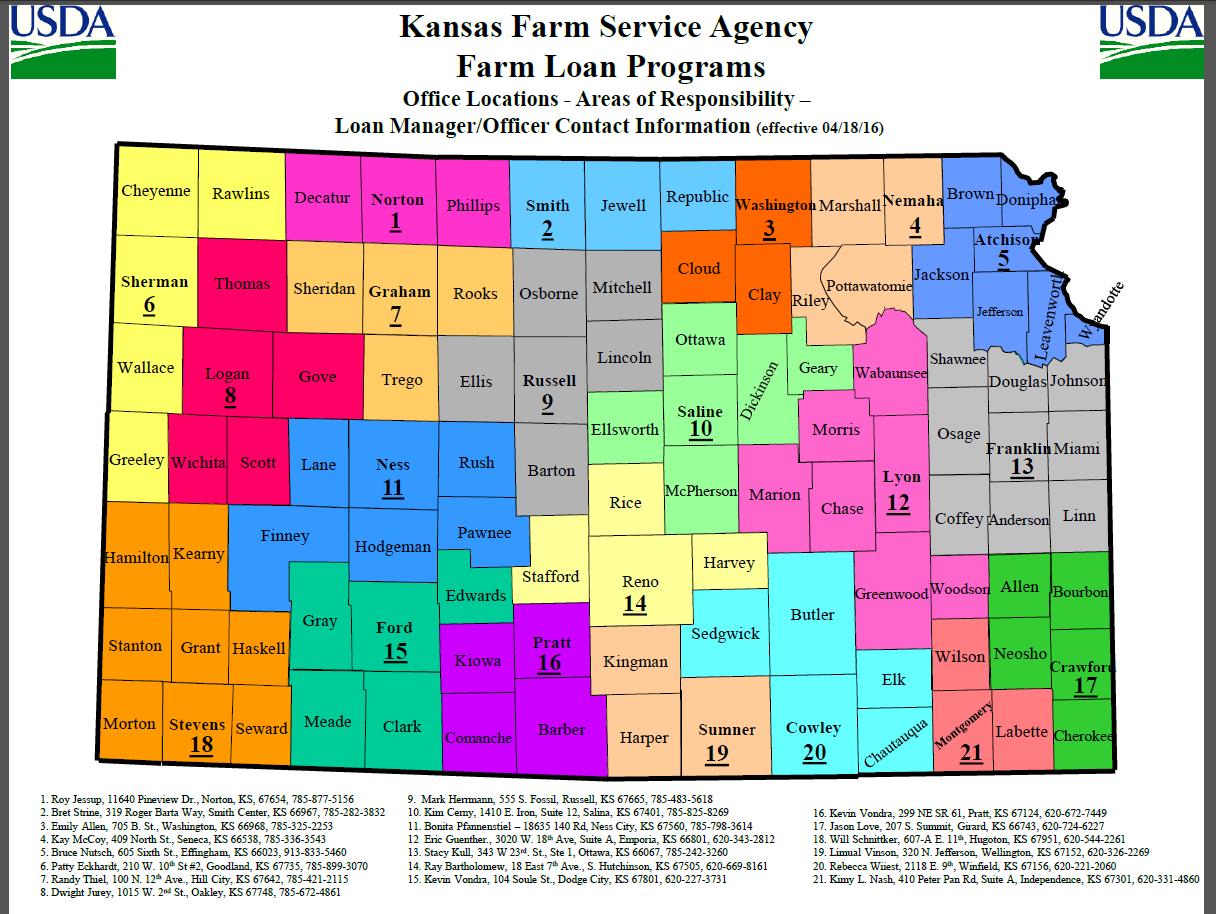 USDA
USDA
Kansas Farm Service Agency
Farm Loan Programs
Office Locations - Areas of Responsibility –
Loan Manager/Officer Contact Information (effective 04/18/16)
Cheyenne
Rawlins
Decatur
Norton
1
Phillips
Smith
2
Jewell
Republic
Washington
3
Marshall
Nemaha
4
Brown
Doniphan
Sherman
6
Thomas
Sheridan
Graham
7
Rooks
Osborne
Mitchell
Cloud
Clay
Riley
Pottawatomie
Jackson
Atchison
5
Jefferson
Leavenworth
Wyandotte
Wallace
Logan
8
Gove
Trego
Ellis
Russell
9
Lincoln
Ottawa
Saline
10
Dickinson
Geary
Wabaunsee
Shawnee
Douglas
Johnson
Greeley
Wichita
Scott
Lane
Ness
11
Rush
Barton
Ellsworth
Rice
McPherson
Marion
Morris
Chase
Lyon
12
Osage
Franklin
13
Miami
Coffey
Anderson
Linn
Hamilton
Kearny
Finney
Hodgeman
Pawnee
Stafford
Edwards
Reno
14
Harvey
Sedgwick
Butler
Greenwood
Woodson
Allen
Bourbon
Stanton
Grant
Haskell
Gray
Ford
15
Kiowa
Pratt
16
Kingman
Elk
Wilson
Neosho
Crawford
17
Morton
Stevens
18
Seward
Meade
Clark
Comanche
Barber
Harper
Sumner
19
Cowley
20
Chautauqua
Montgomery
21
Labette
Cherokee
1. Roy Jessup, 11640 Pineview Dr., Norton, KS, 67654, 785-877-5156
2. Bret Strine, 319 Roger Barta Way, Smith Center, KS 66967, 785-282-3832
3. Emily Allen, 705 B. St., Washington, KS 66968, 785-325-2253
4. Kay McCoy, 409 North St., Seneca, KS 66538, 785-336-3543
5. Bruce Nutsch, 605 Sixth St., Effingham, KS 66023, 913-833-5460
6. Patty Eckhardt, 210 W. 10th St #2, Goodland, KS 67735, 785-899-3070
7. Randy Thiel, 100 N. 12th Ave., Hill City, KS 67642, 785-421-2115
8. Dwight Jurey, 1015 W. 2nd St., Oakley, KS 67748, 785-672-4861
9. Mark Herrmann, 555 S. Fossil, Russell, KS 67665, 785-483-5618
10. Kim Cerny, 1410 E. Iron, Suite 12, Salina, KS 67401, 785-825-8269
11. Bonita Pfannenstiel – 18635 140 Rd, Ness City, KS 67560, 785-798-3614
12 Eric Guenther., 3020 W. 18th Ave, Suite A, Emporia, KS 66801, 620-343-2812
13. Stacy Kull, 343 W 23rd. St., Ste 1, Ottawa, KS 66067, 785-242-3260
14. Ray Bartholomew, 18 East 7th Ave., S. Hutchinson, KS 67505, 620-669-8161
15. Kevin Vondra, 104 Soule St., Dodge City, KS 67801, 620-227-3731
16. Kevin Vondra, 299 NE SR 61, Pratt, KS 67124, 620-672-7449
17. Jason Love, 207 S. Summit, Girard, KS 66743, 620-724-6227
18. Will Schnittker, 607-A E. 11th, Hugoton, KS 67951, 620-544-2261
19. Limual Vinson, 320 N. Jefferson, Wellington, KS 67152, 620-326-2269
20. Rebecca Wiiest, 2118 E. 9th, Winfield, KS 67156, 620-221-2060
21. Kimy L. Nash, 410 Peter Pan Rd, Suite A, Independence, KS 67301, 620-331-4860